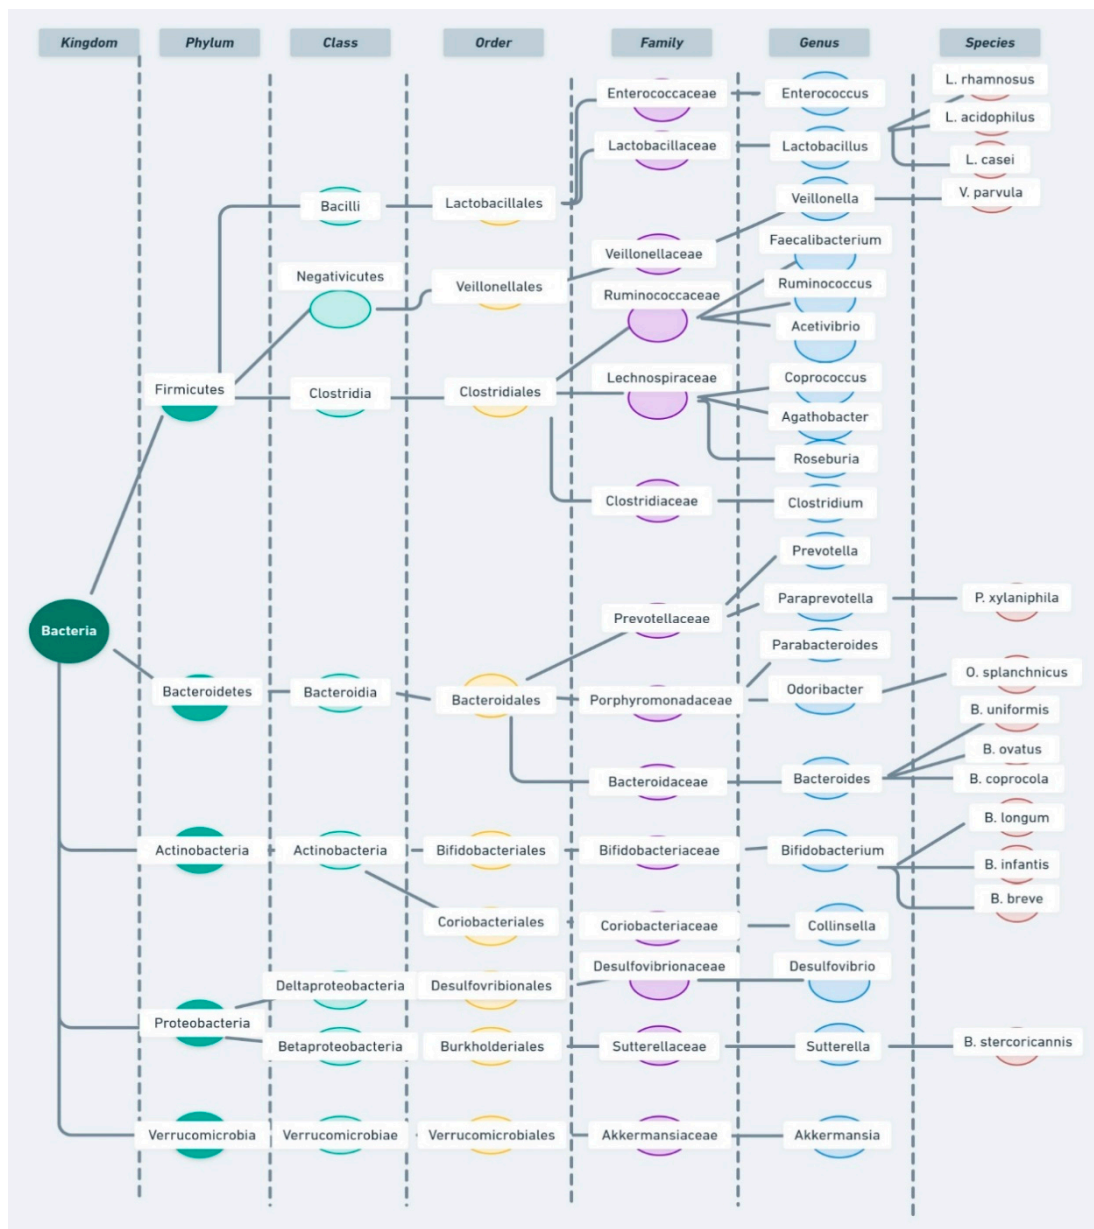 Kingdom Phylum Class Order Family Genus Species
L. rhamnosus
Enterococcaceae Enterococcus
L. acidophilus
Lactobacillaceae Lactobacillus
L. casei
V. parvula
Bacilli Lactobacillales Veillonella
Faecalibacterium
Veillonellaceae
Negativicutes
Veillonellales Ruminococcus
Ruminococcaceae
Acetivibrio
Lechnospiraceae Coprococcus
Firmicutes Clostridia Clostridiales
Agathobacter
Roseburia
Clostridiaceae Clostridium
Prevotella
Paraprevotella P. xylaniphila
Prevotellaceae
Bacteria
Parabacteroides
O. splanchnicus
Bacteroidetes Bacteroidia Bacteroidales Porphyromonadaceae Odoribacter
B. uniformis
B. ovatus
Bacteroidaceae Bacteroides B. coprocola
B. longum
Actinobacteria Actinobacteria Bifidobacteriales Bifidobacteriaceae Bifidobacterium
B. infantis
B. breve
Coriobacteriales Coriobacteriaceae Collinsella
Desulfovibrionaceae Desulfovibrio
Deltaproteobacteria Desulfovribionales
Proteobacteria
Betaproteobacteria Burkholderiales Sutterellaceae Sutterella B. stercoricannis
Verrucomicrobia Verrucomicrobiae Verrucomicrobiales Akkermansiaceae Akkermansia